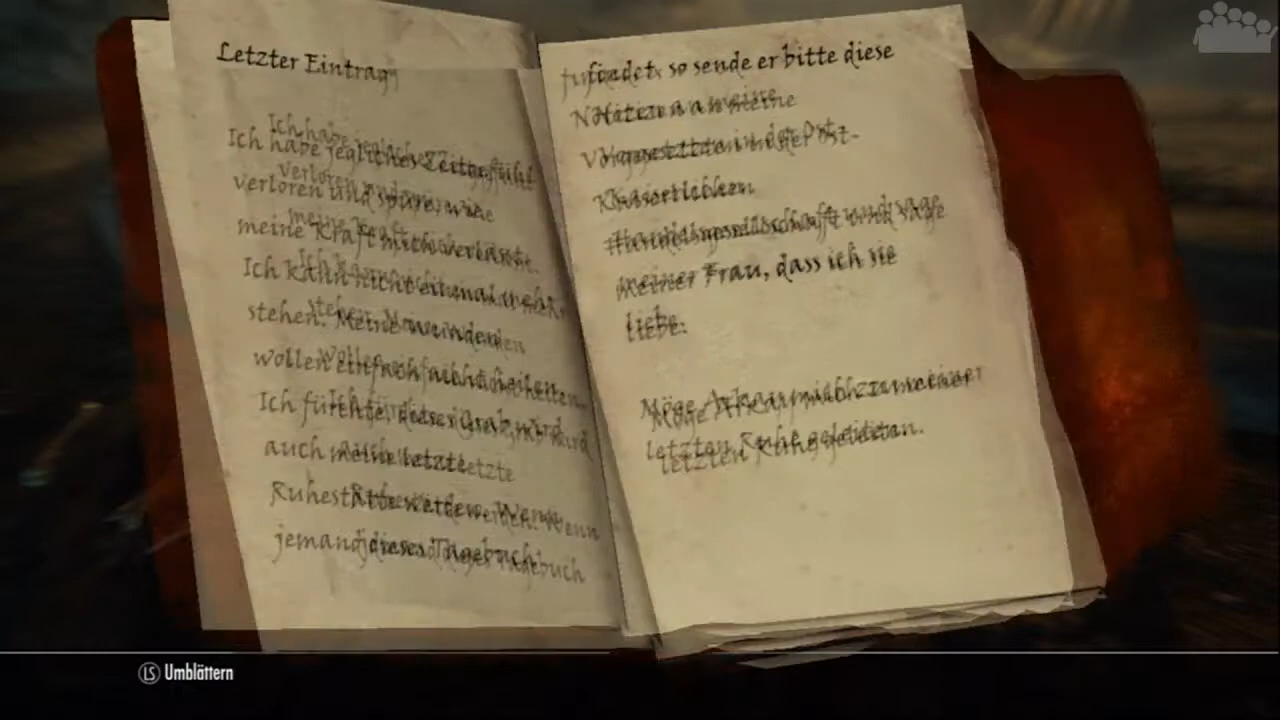 Letzter Eintrag
Ich habe jegliches Zeitgefühl
verloren und spüre, wie
meine Kraft mich verlässt.
Ich kann nicht einmal mehr
stehen. Meine Wunden
wollen einfach nicht heilen.
Ich fürchte, dieses Grab wird
auch meine letzte
Ruhestätte werden. Wenn
jemand dieses Tagebuch
findet, so sende er bitte diese
Notizen an meine
Vorgesetzten in der Ost-
Kaiserlichen
Handelsgesellschaft und sage
meiner Frau, dass ich sie
liebe.
Möge Arkay mich zu meiner
letzten Ruhe geleiten.
LS Umblättern